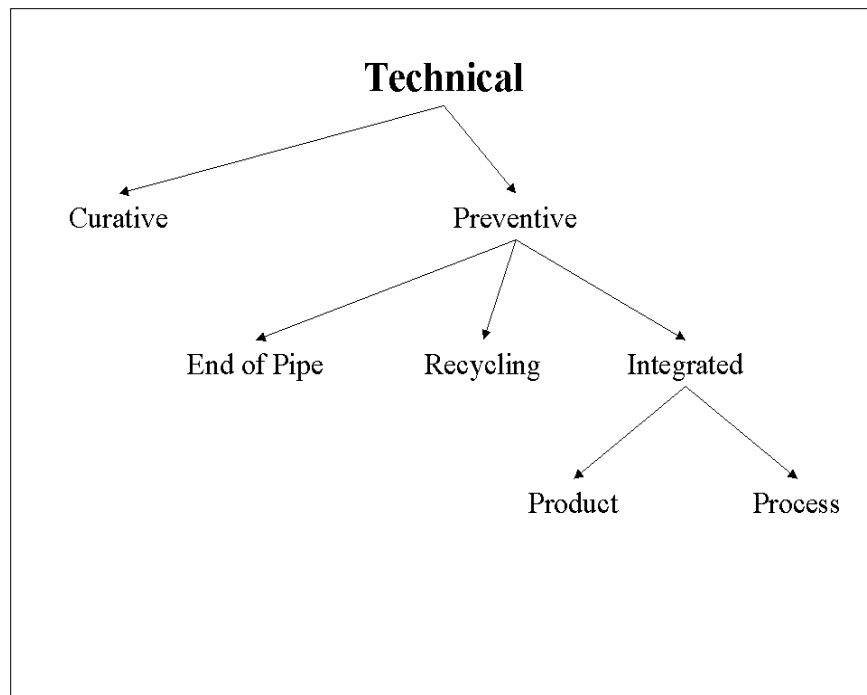 Technical
Curative Preventive
End of Pipe Recycling Integrated
Product Process